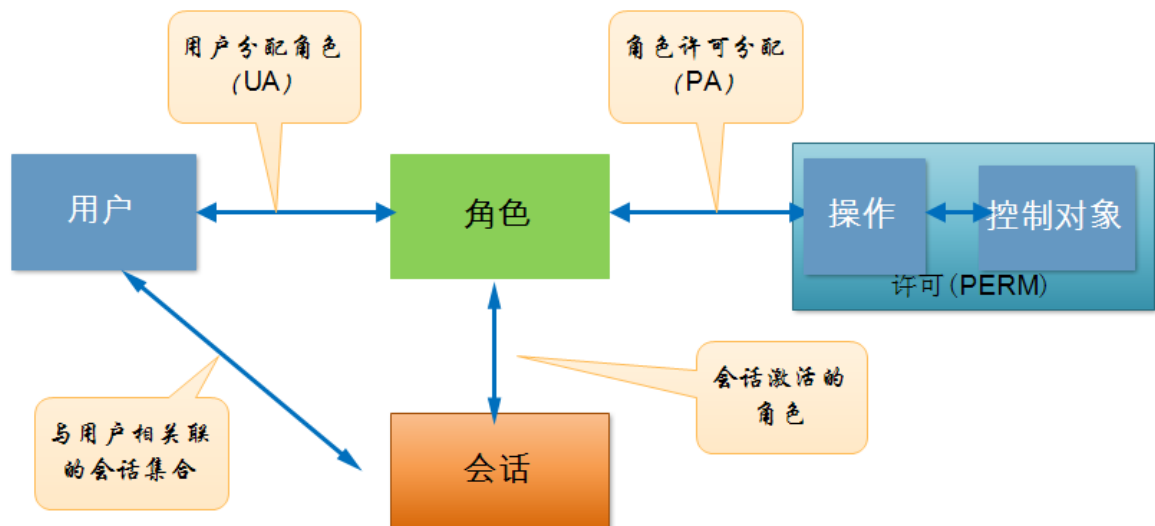 用户分配角色
(UA)
角色许可分配
(PA)
用户
角色
操作
控制对象
许可(PERM)
会话激活的
角色
与用户相关联
的会话集合
会话